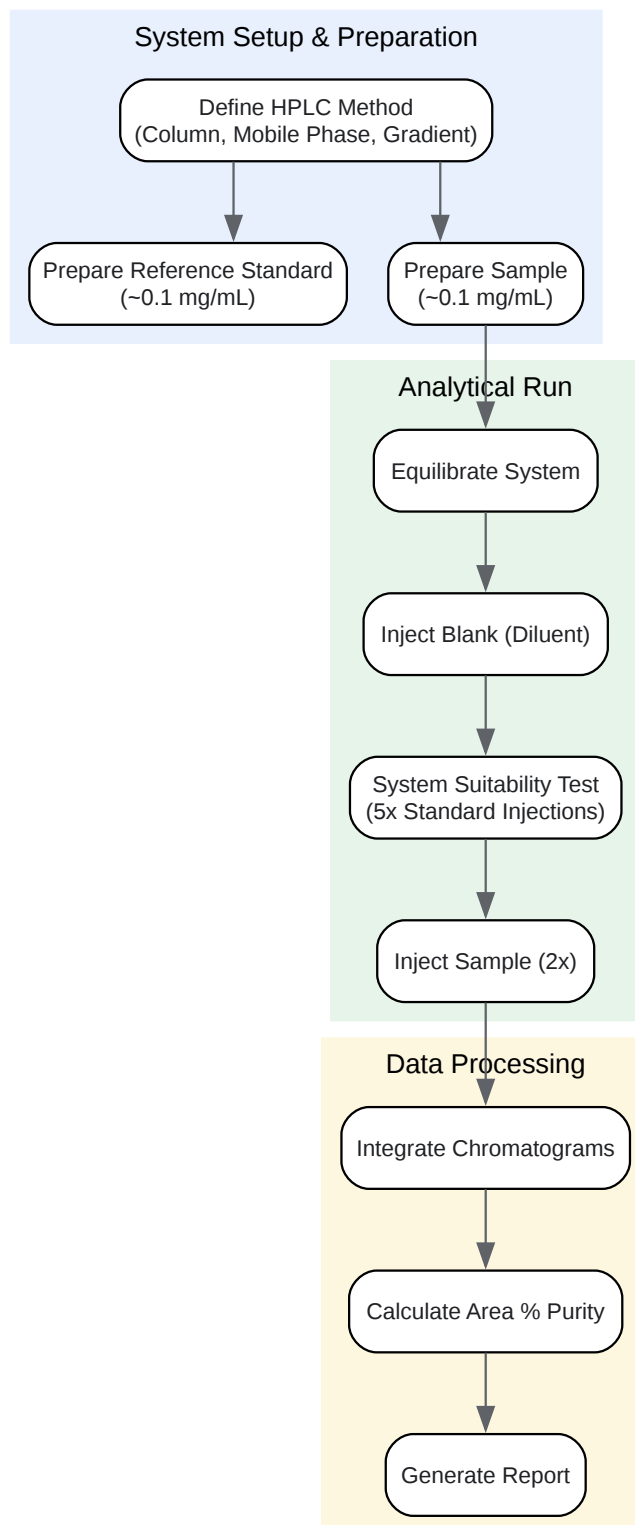 System Setup & Preparation
Define HPLC Method
(Column, Mobile Phase, Gradient)
Prepare Reference Standard
(~0.1 mg/mL)
Prepare Sample
(~0.1 mg/mL)
Analytical Run
Equilibrate System
Inject Blank (Diluent)
System Suitability Test
(5x Standard Injections)
Inject Sample (2x)
Data Processing
Integrate Chromatograms
Calculate Area % Purity
Generate Report